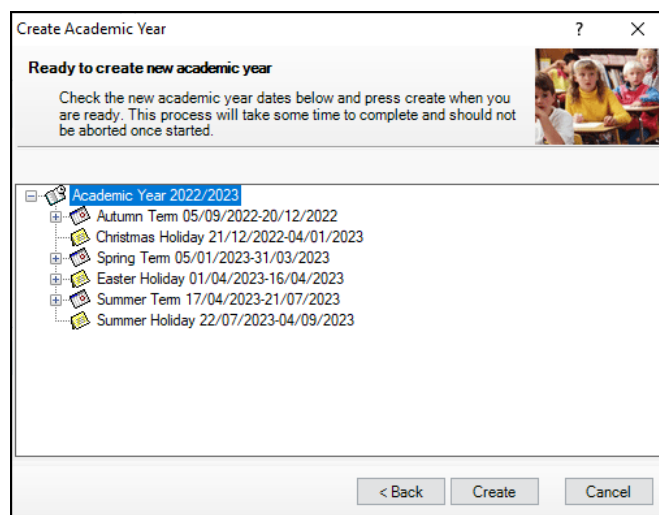 Create Academic Year
?
Ready to create new academic year
Check the new academic year dates below and press create when you
are ready. This process will take some time to complete and should not
be aborted once started.
Academic Year 2022/2023
Autumn Term 05/09/2022-20/12/2022
Christmas Holiday 21/12/2022-04/01/2023
Spring Term 05/01/2023-31/03/2023
Easter Holiday 01/04/2023-16/04/2023
Summer Term 17/04/2023-21/07/2023
Summer Holiday 22/07/2023-04/09/2023
< Back Create Cancel